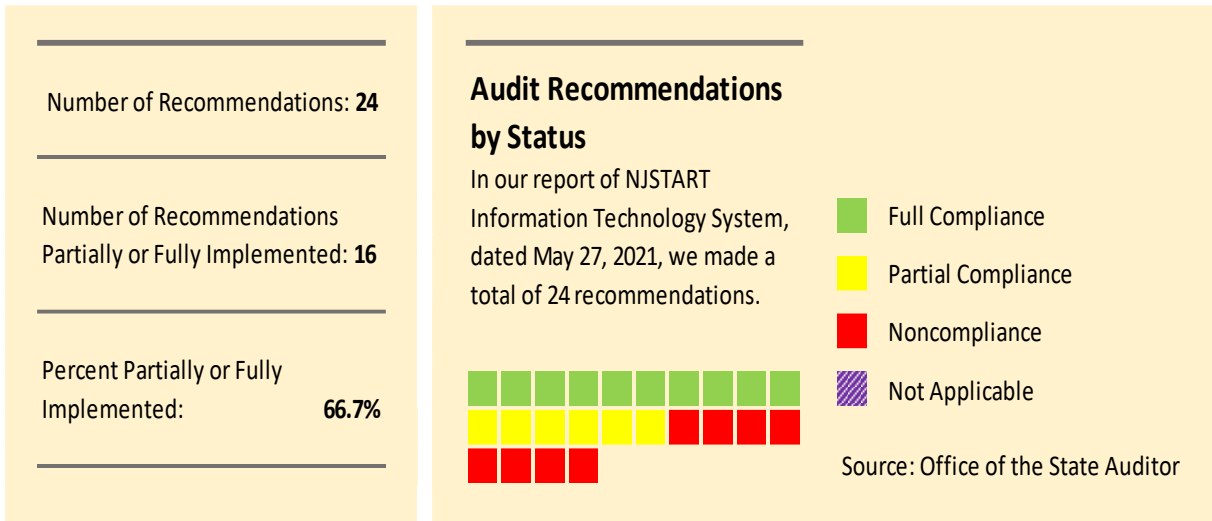 Number of Recommendations: 24
Number of Recommendations
Partially or Fully Implemented: 16
Percent Partially or Fully
Implemented: 66.7%
Audit Recommendations
by Status
In our report of NJSTART
Information Technology System,
dated May 27, 2021, we made a
total of 24 recommendations.
Full Compliance
Partial Compliance
Noncompliance
Not Applicable
Source: Office of the State Auditor